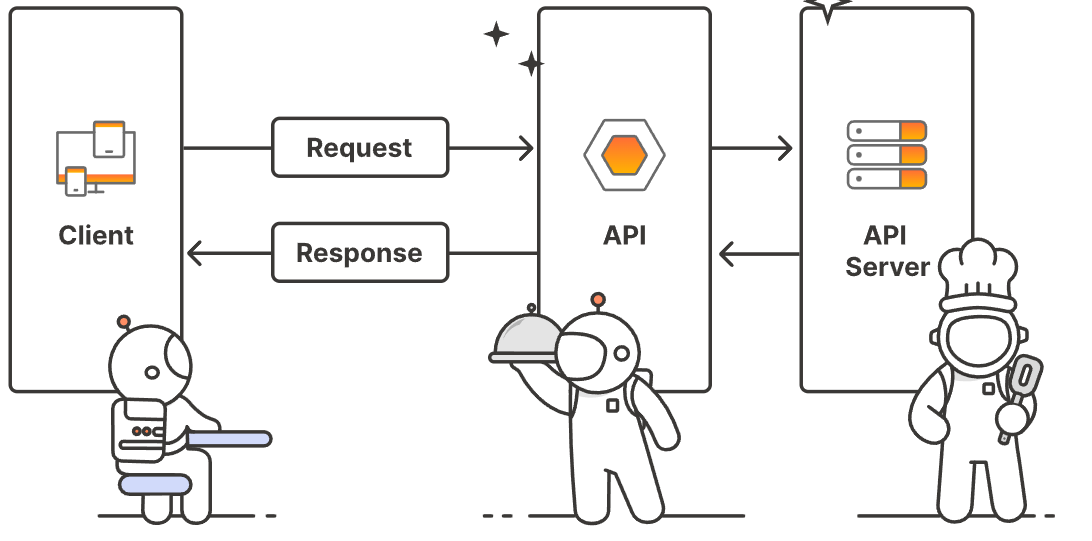 Request
Response
Client
API
API
Server